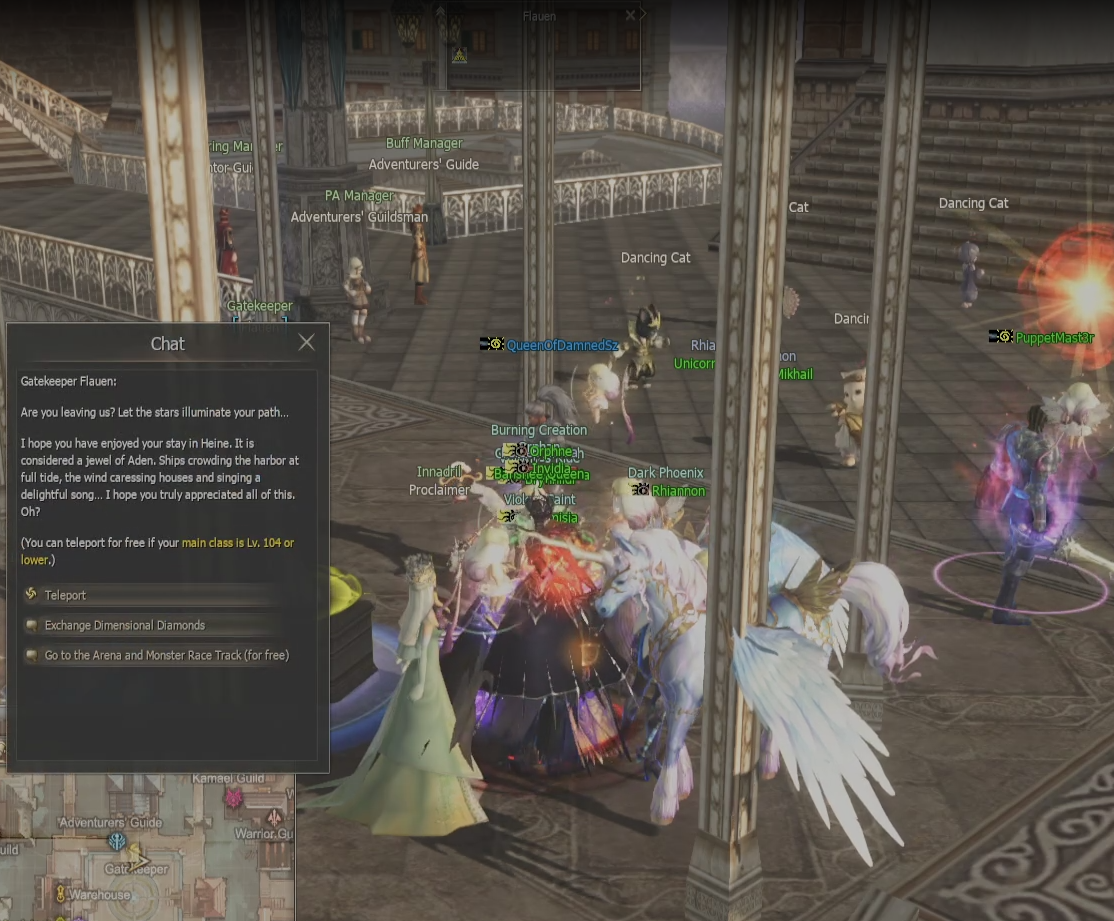 Flauen
Buff Manager
Adventurers' Guide
PA Manager
Adventurers' Guildsman
Gatekeeper
Cat
Dancing Cat
Dancing Cat
QueenOfDamnedSz
PuppetMast3r
Unicorn
Mikhail
Burning Creation
Orphne
Invidia
Innadril
Proclaimer
Dark Phoenix
Rhiannon
Chat
Gatekeeper Flauen:
Are you leaving us? Let the stars illuminate your path...
I hope you have enjoyed your stay in Heine. It is
considered a jewel of Aden. Ships crowding the harbor at
full tide, the wind caressing houses and singing a
delightful song... I hope you truly appreciated all of this.
Oh?
(You can teleport for free if your main class is Lv. 104 or
lower.)
Teleport
Exchange Dimensional Diamonds
Go to the Arena and Monster Race Track (for free)
Kamael Guild
Adventurers' Guide
Warrior Gu
Gatekeeper
Warehouse